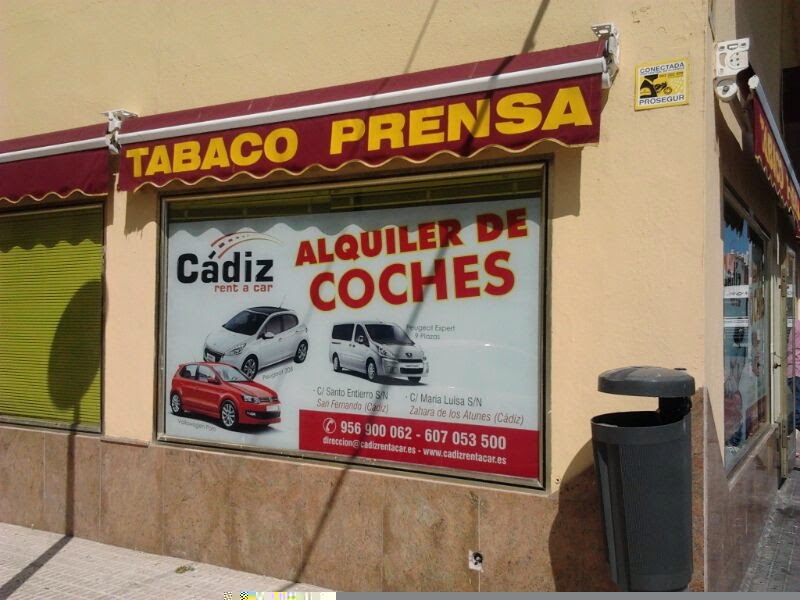 CONECTADA
PROSEGUR
TABACO PRENSA
TABACO
ALQUILER DE
COCHES
Cádiz
rent a car
Peugeot Expert
9 Plazas
Peugeot 208
Volkswagen Polo
· C/ Santo Entierro S/N
San Fernando (Cádiz)
· C/ María Luisa S/N
Zahara de los Atunes (Cádiz)
956 900 062 - 607 053 500
direccion@cadizrentacar.es - www.cadizrentacar.es